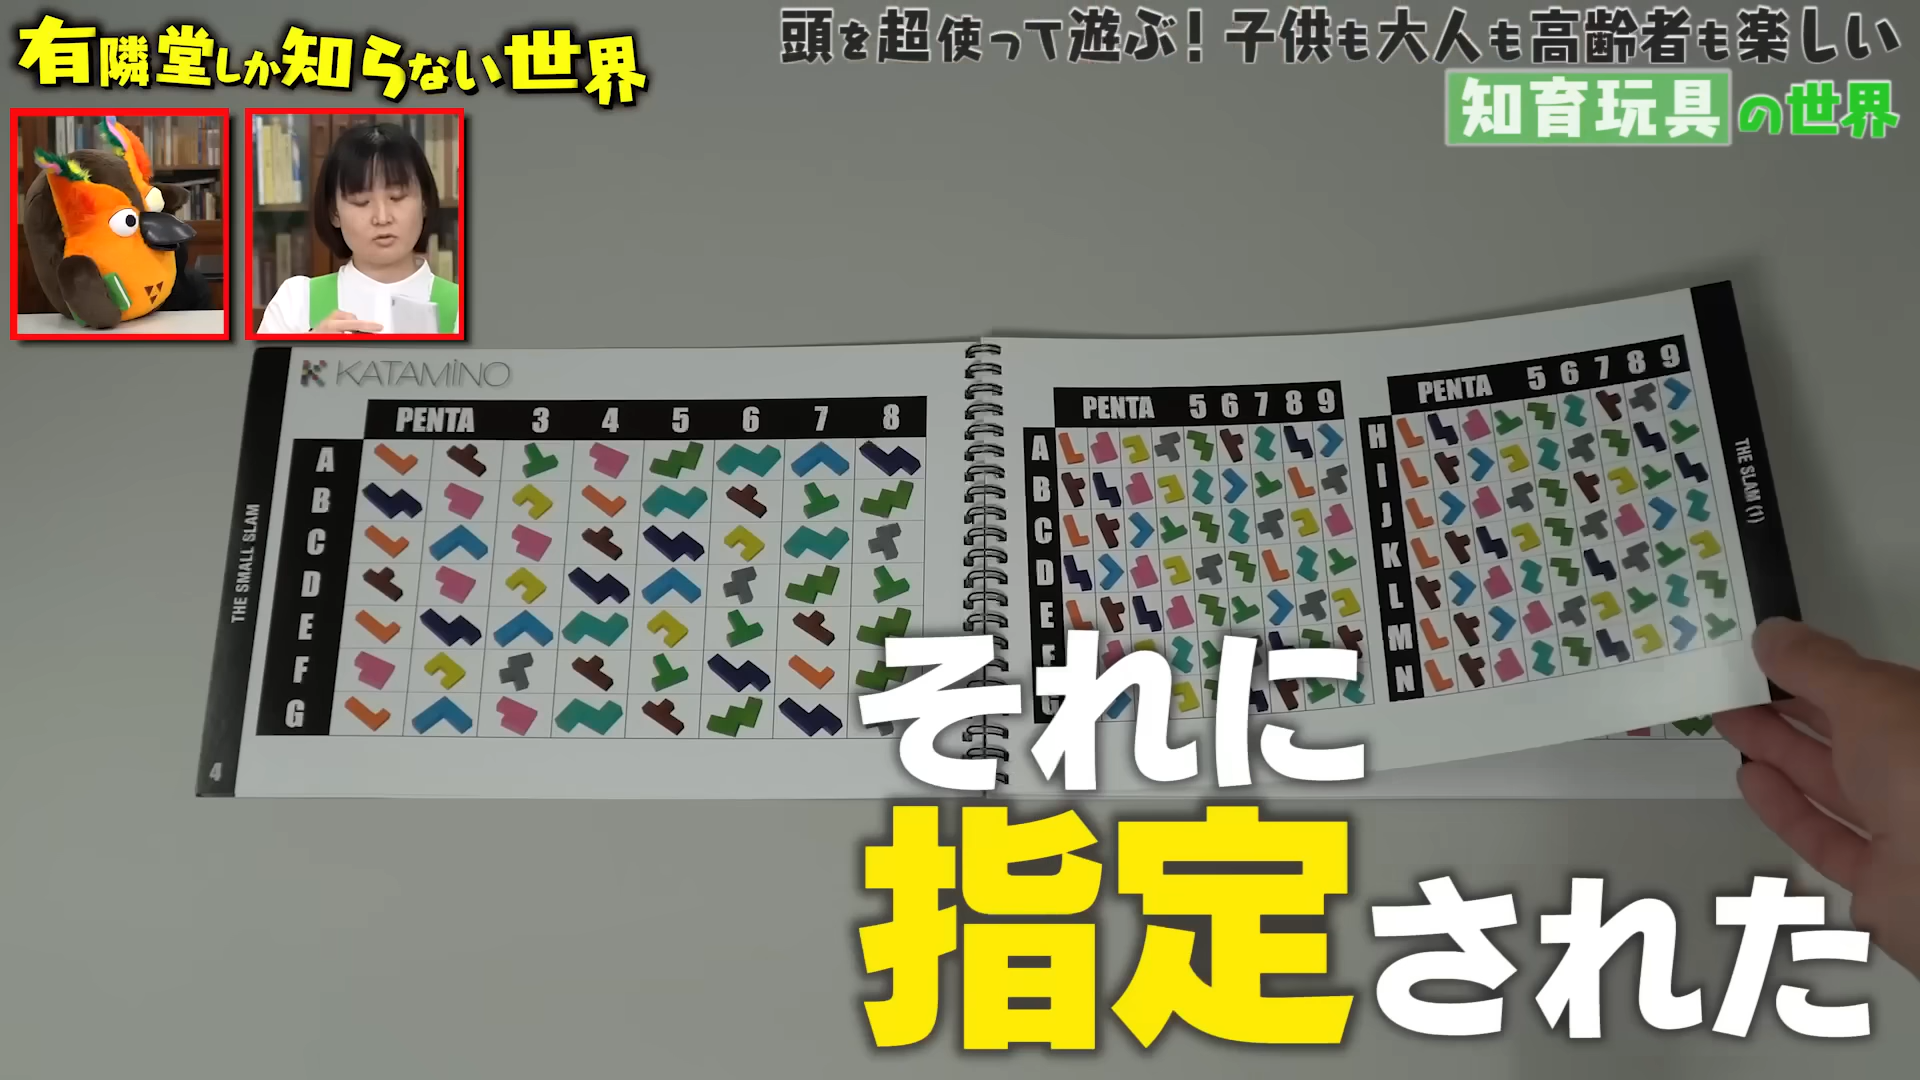 有隣堂しか知らない世界
頭を超使って遊ぶ！子供も大人も高齢者も楽しい
知育玩具の世界
KATAMINO
PENTA 3 4 5 6 7 8
A
B
C
D
E
F
G
THE SMALL SLAM
4
PENTA 5 6 7 8 9
A
B
C
D
E
F
G
PENTA 5 6 7 8 9
H
I
J
K
L
M
N
THE SLAM (1)
それに
指定された